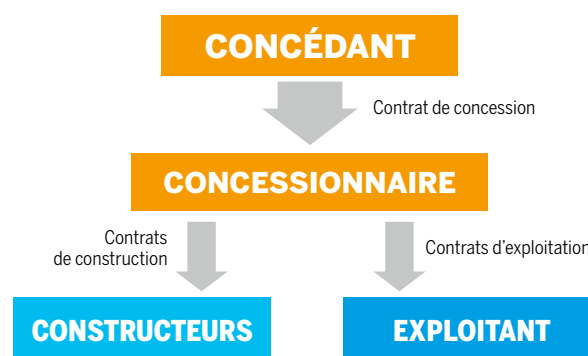 CONCÉDANT
Contrat de concession
CONCESSIONNAIRE
Contrats
de construction
Contrats d'exploitation
CONSTRUCTEURS
EXPLOITANT